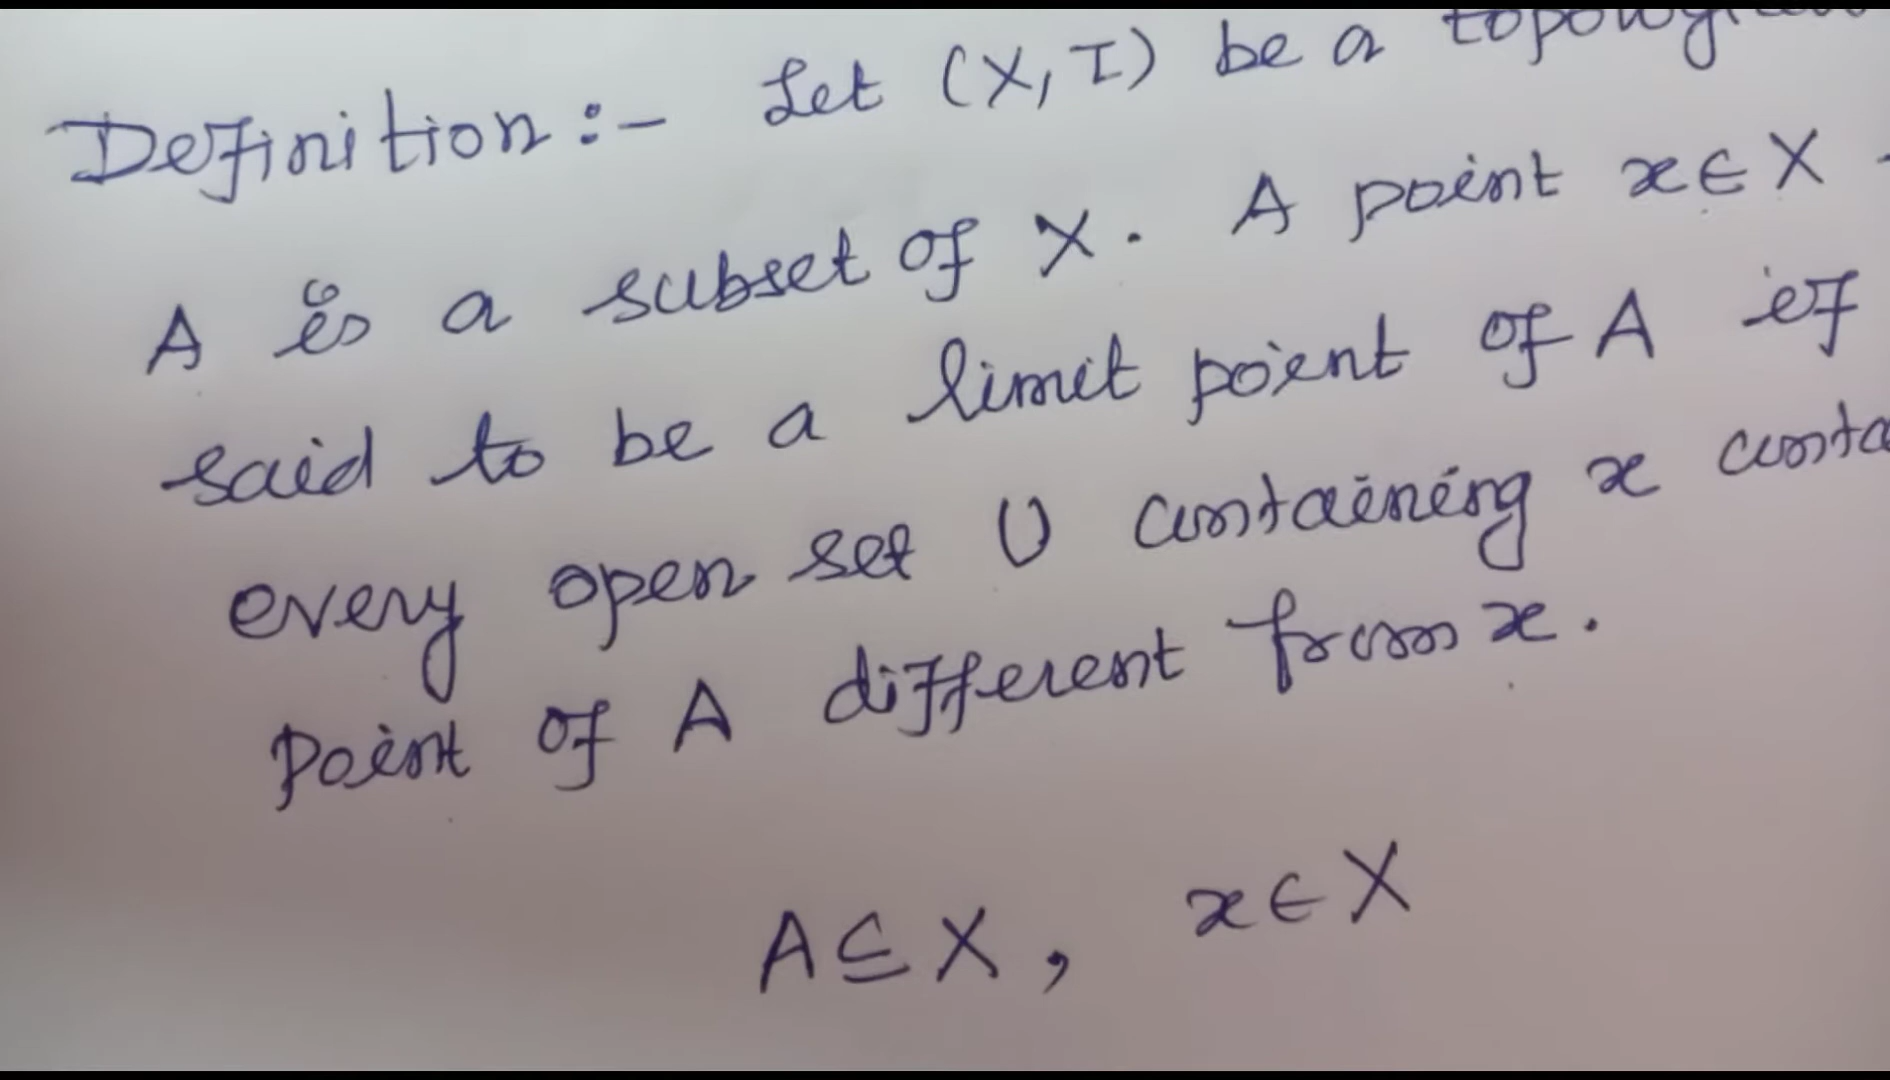 Definition :- Let (X, τ) be a
A is a subset of X. A point x∈X
said to be a limit point of A if
every open set U containing x
Point of A different from x.
A⊆X, x∈X